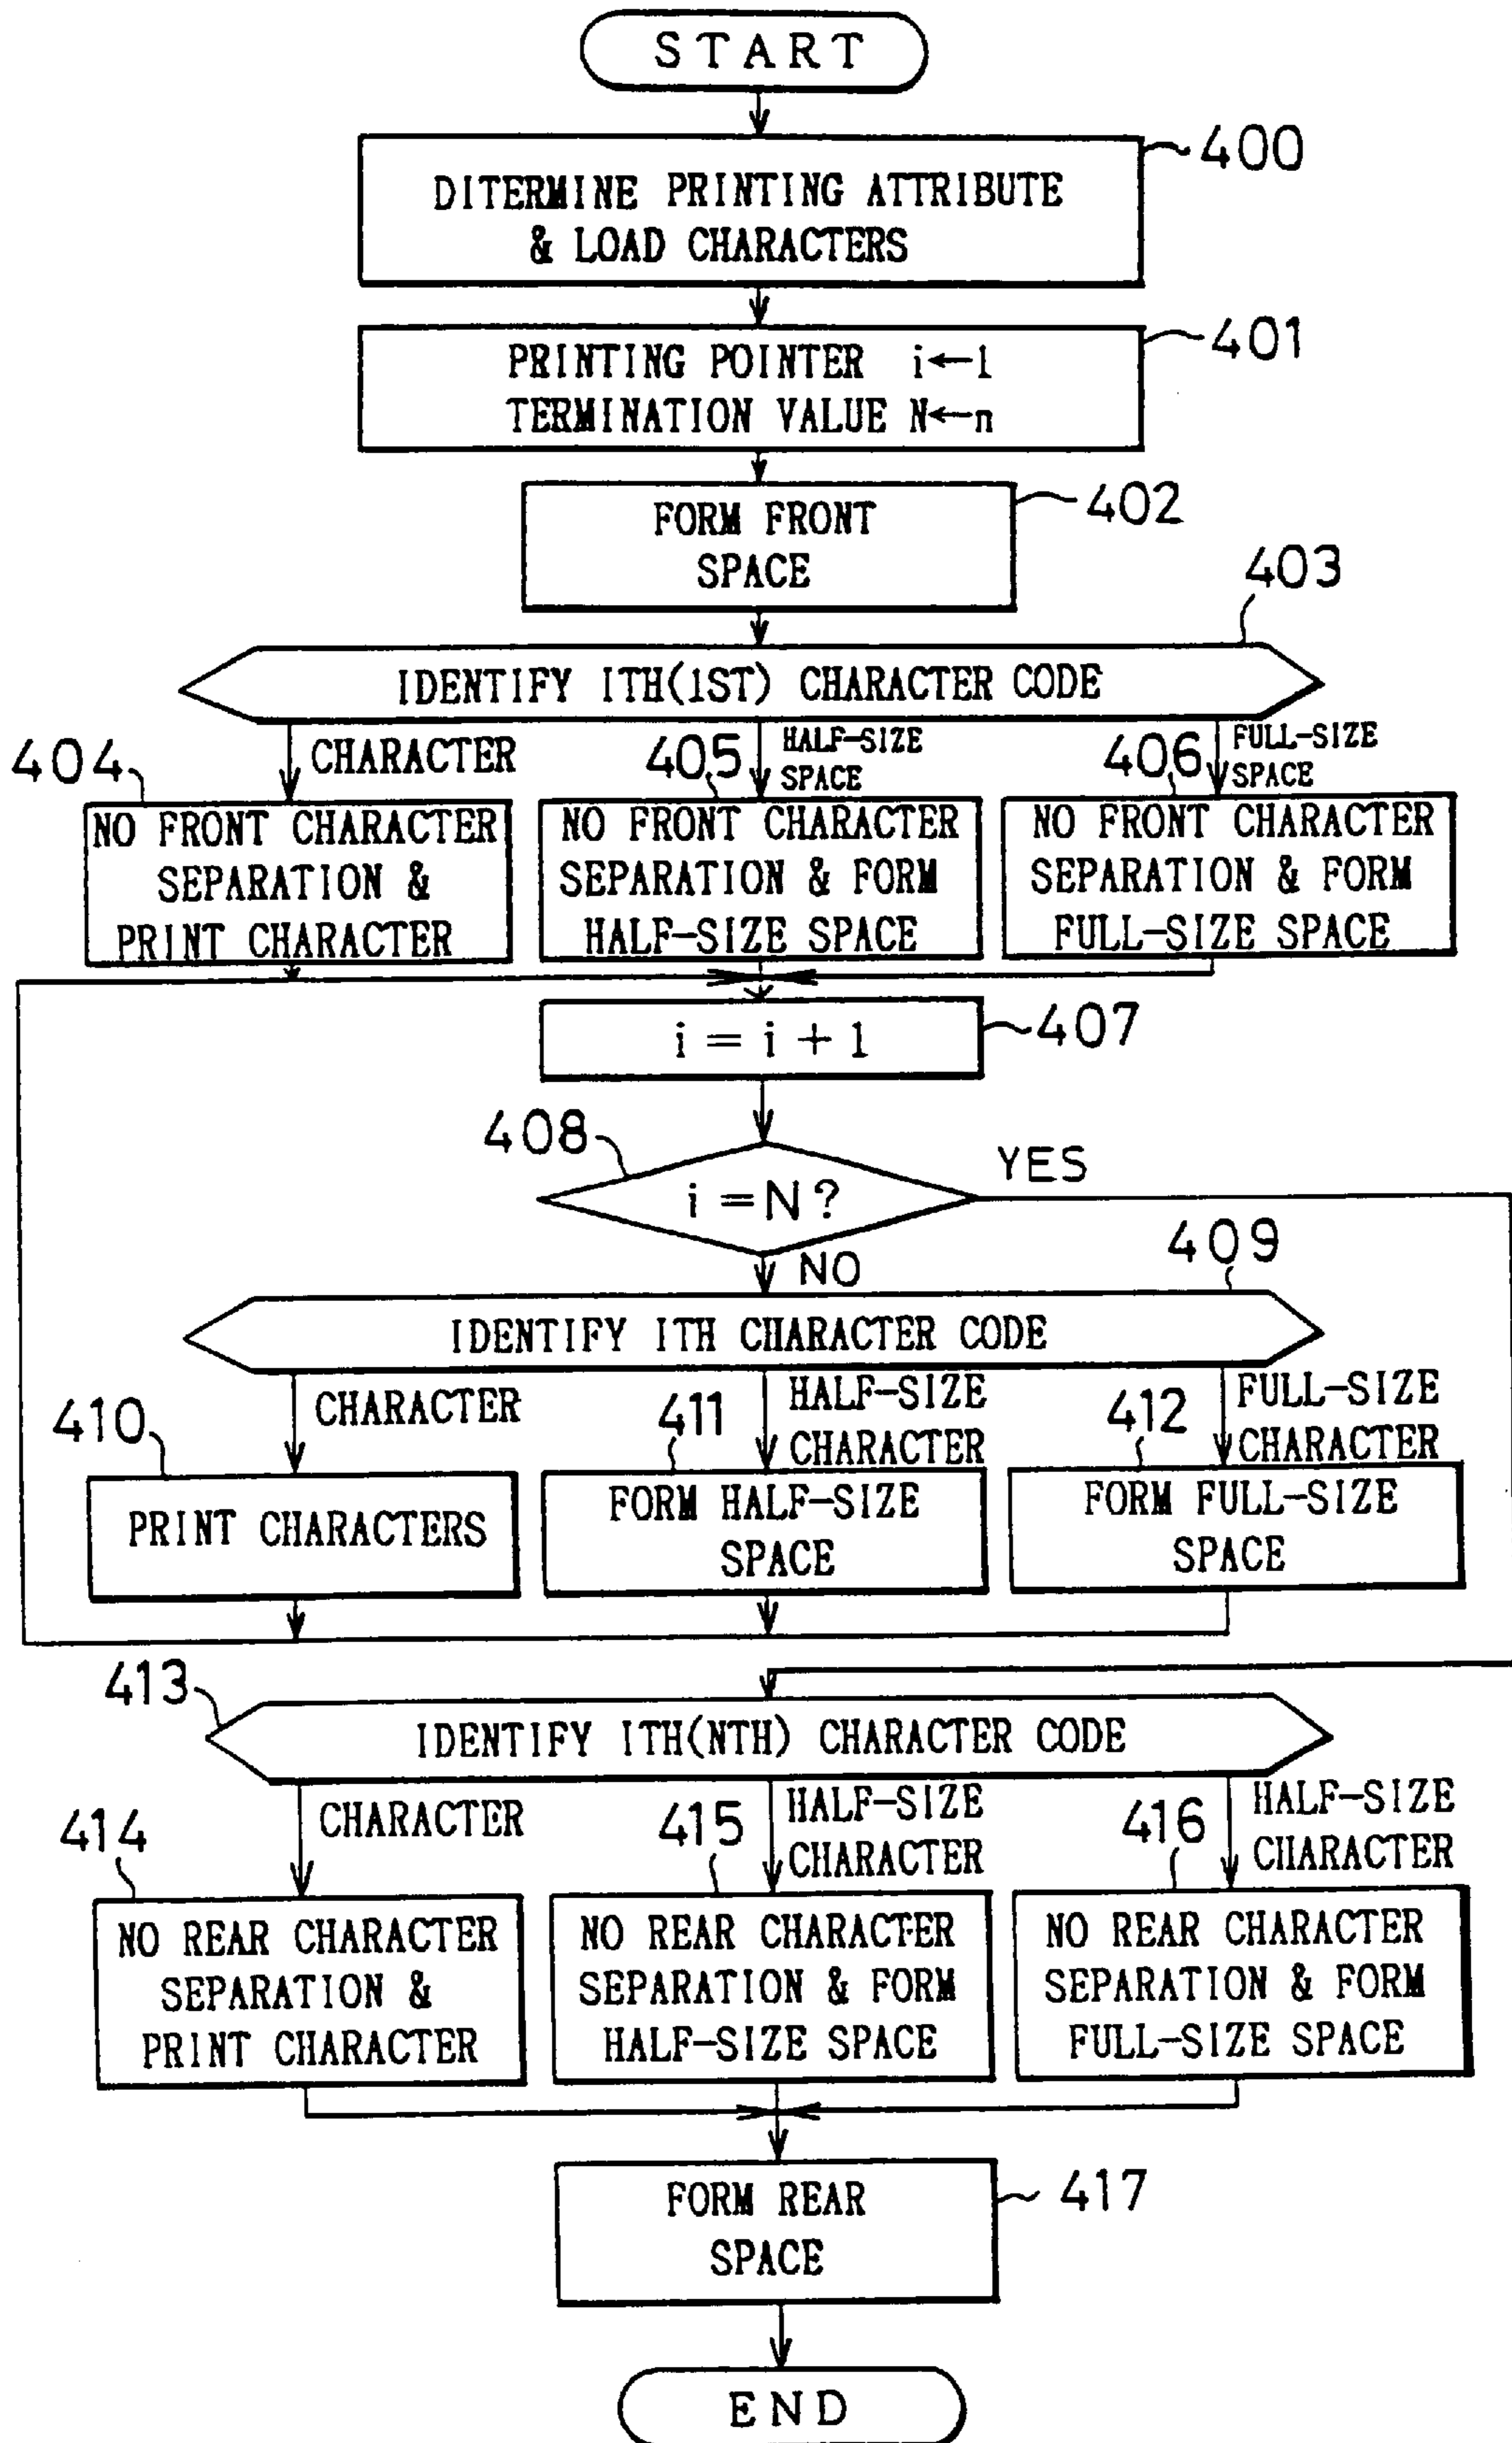 START
400
DITERMINE PRINTING ATTRIBUTE
& LOAD CHARACTERS
401
PRINTING POINTER i←1
TERMINATION VALUE N←n
402
FORM FRONT
SPACE
403
IDENTIFY ITH(1ST) CHARACTER CODE
404
CHARACTER
405
HALF-SIZE
SPACE
406
FULL-SIZE
SPACE
NO FRONT CHARACTER
SEPARATION &
PRINT CHARACTER
NO FRONT CHARACTER
SEPARATION & FORM
HALF-SIZE SPACE
NO FRONT CHARACTER
SEPARATION & FORM
FULL-SIZE SPACE
i = i + 1
407
408
i = N ?
YES
NO
409
IDENTIFY ITH CHARACTER CODE
410
CHARACTER
411
HALF-SIZE
CHARACTER
412
FULL-SIZE
CHARACTER
PRINT CHARACTERS
FORM HALF-SIZE
SPACE
FORM FULL-SIZE
SPACE
413
IDENTIFY ITH(NTH) CHARACTER CODE
414
CHARACTER
415
HALF-SIZE
CHARACTER
416
HALF-SIZE
CHARACTER
NO REAR CHARACTER
SEPARATION &
PRINT CHARACTER
NO REAR CHARACTER
SEPARATION & FORM
HALF-SIZE SPACE
NO REAR CHARACTER
SEPARATION & FORM
FULL-SIZE SPACE
FORM REAR
SPACE
417
END